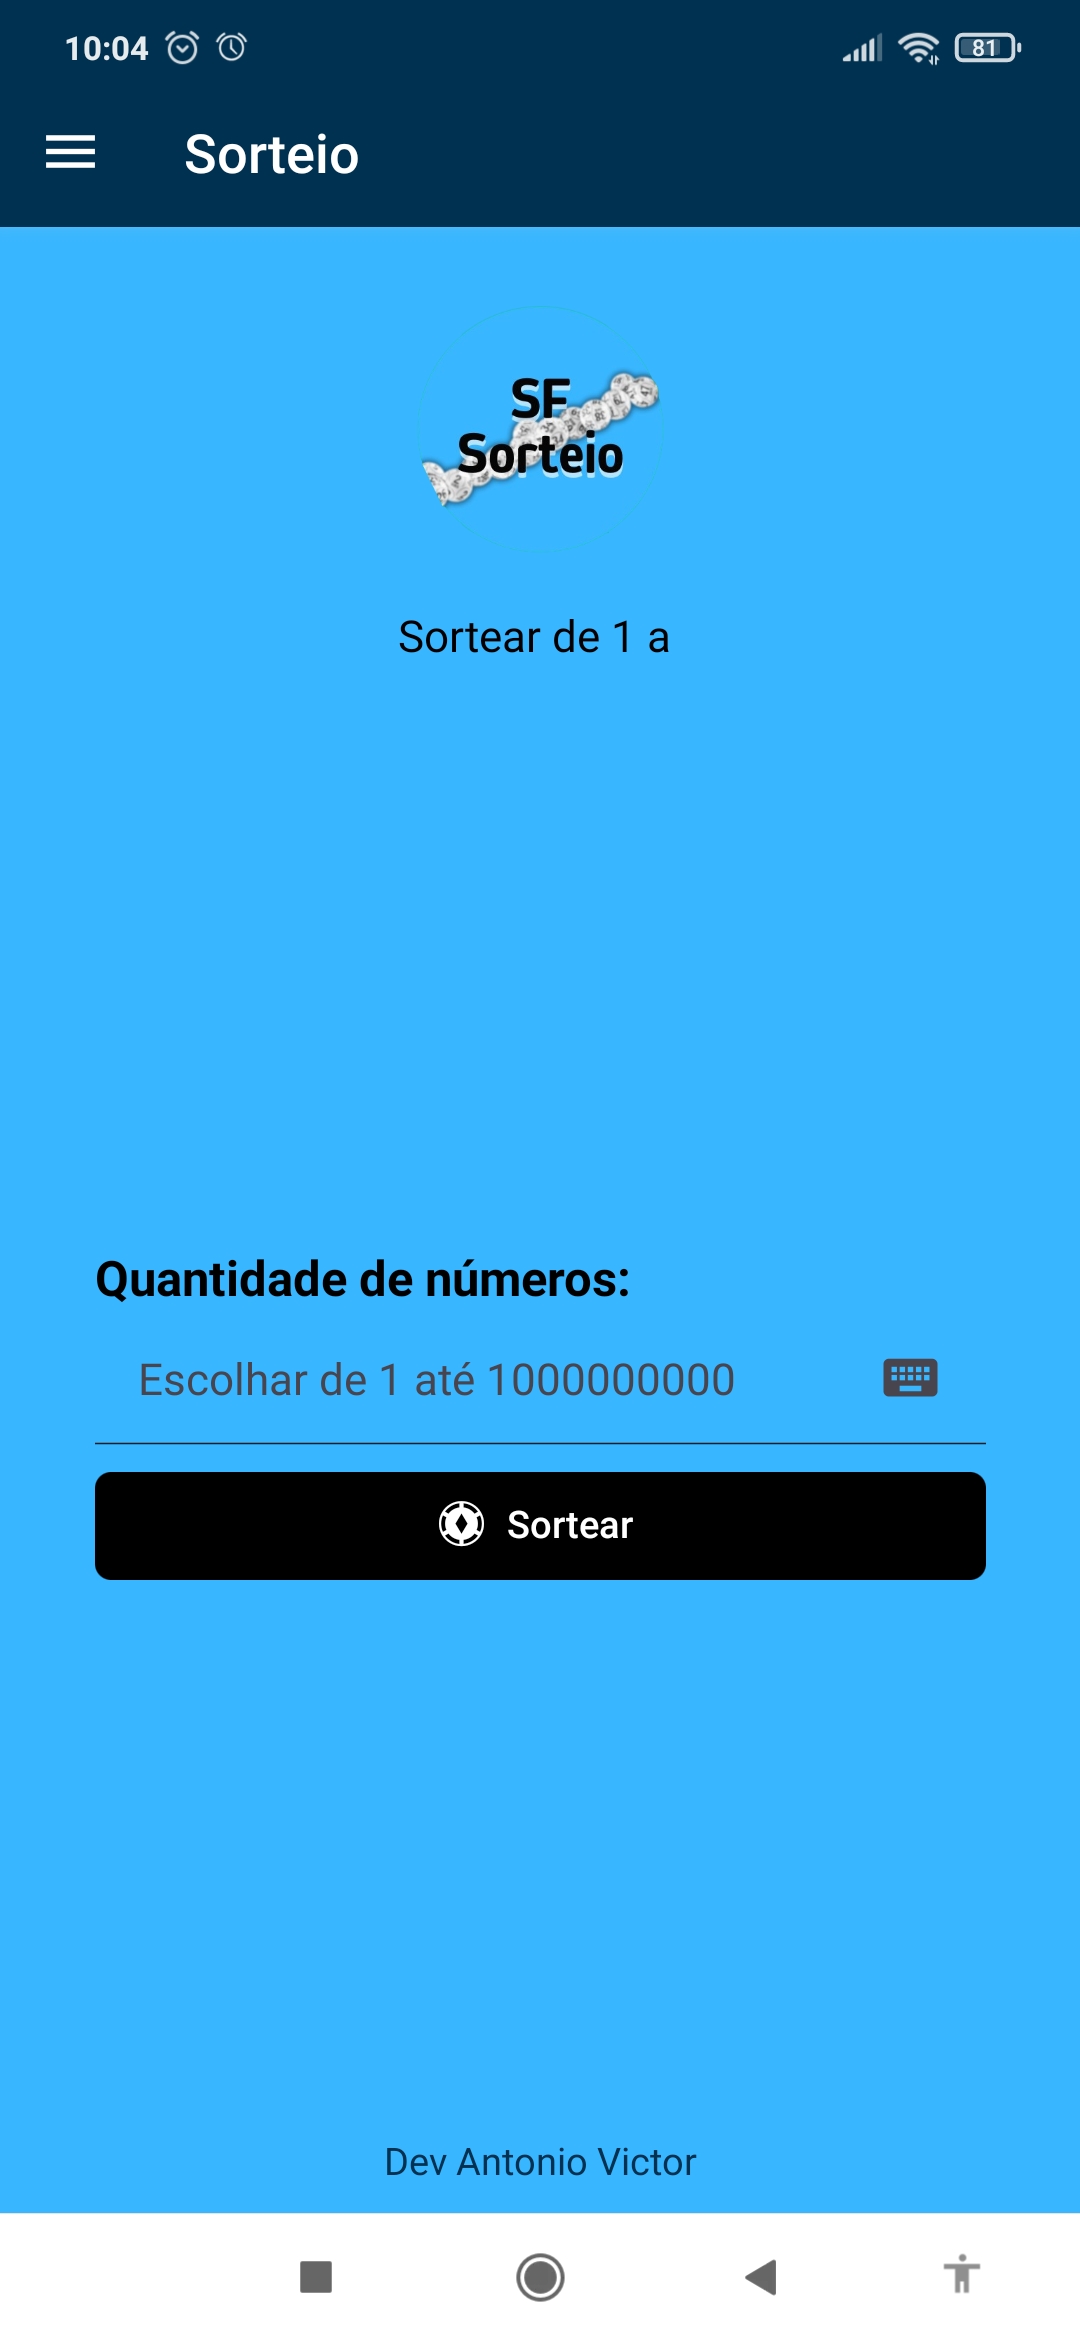 10:04
81
Sorteio
SF
Sorteio
Sortear de 1 a
Quantidade de números:
Escolhar de 1 até 1000000000
Sortear
Dev Antonio Victor